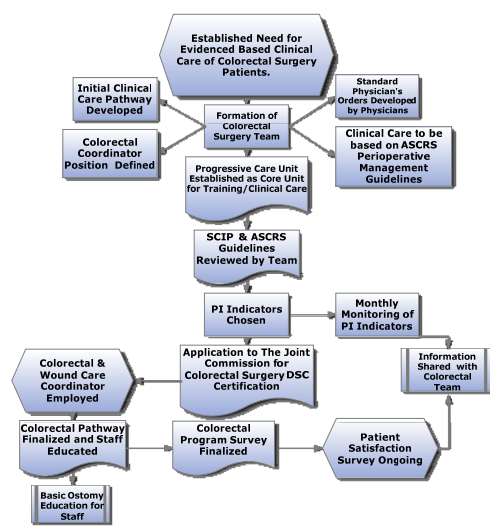 Established Need for
Evidenced Based Clinical
Care of Colorectal Surgery
Patients.
Initial Clinical
Care Pathway
Developed
Standard
Physician's
Orders Developed
by Physicians
Formation of
Colorectal
Surgery Team
Colorectal
Coordinator
Position Defined
Clinical Care to be
based on ASCRS
Perioperative
Management
Guidelines
Progressive Care Unit
Established as Core Unit
for Training/Clinical Care
SCIP & ASCRS
Guidelines
Reviewed by Team
PI Indicators
Chosen
Monthly
Monitoring of
PI Indicators
Application to The Joint
Commission for
Colorectal Surgery DSC
Certification
Information
Shared with
Colorectal
Team
Colorectal &
Wound Care
Coordinator
Employed
Colorectal Pathway
Finalized and Staff
Educated
Colorectal
Program Survey
Finalized
Patient
Satisfaction
Survey Ongoing
Basic Ostomy
Education for
Staff